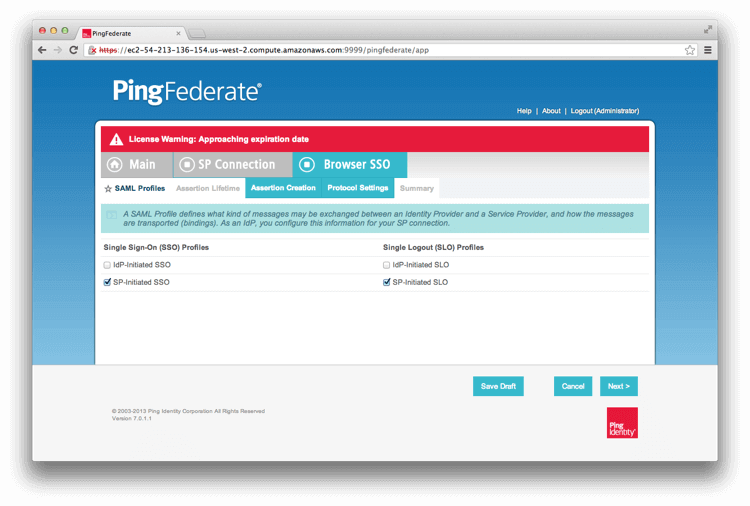 PingFederate
https://ec2-54-213-136-154.us-west-2.compute.amazonaws.com:9999/pingfederate/app
PingFederate®
Help | About | Logout (Administrator)
License Warning: Approaching expiration date
Main SP Connection Browser SSO
SAML Profiles Assertion Lifetime Assertion Creation Protocol Settings Summary
A SAML Profile defines what kind of messages may be exchanged between an Identity Provider and a Service Provider, and how the messages
are transported (bindings). As an IdP, you configure this information for your SP connection.
Single Sign-On (SSO) Profiles Single Logout (SLO) Profiles
IdP-Initiated SSO IdP-Initiated SLO
SP-Initiated SSO SP-Initiated SLO
Save Draft Cancel Next >
© 2003-2013 Ping Identity Corporation All Rights Reserved
Version 7.0.1.1
Ping
Identity®